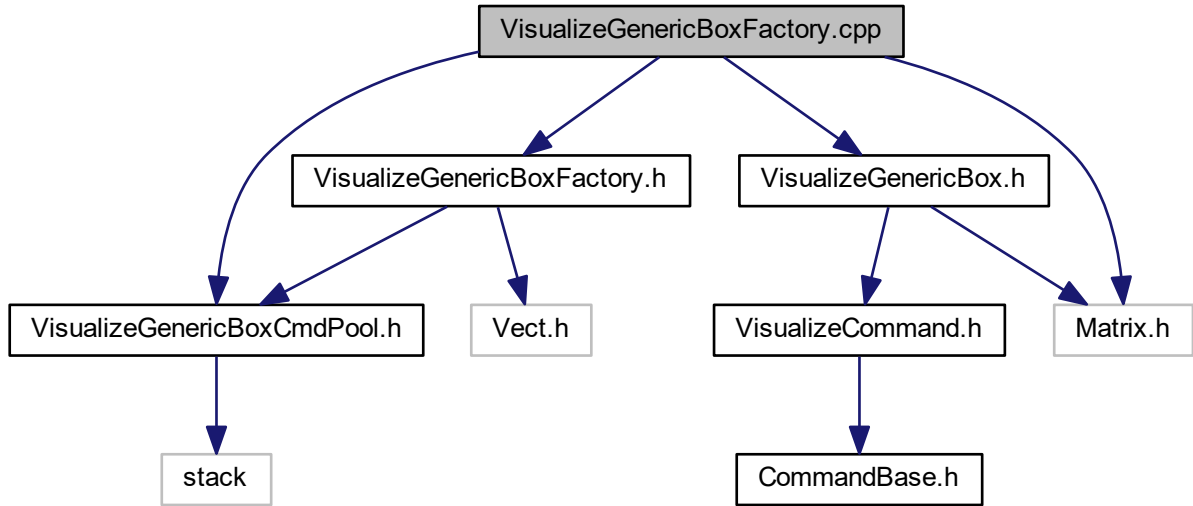 VisualizeGenericBoxFactory.cpp
VisualizeGenericBoxFactory.h
VisualizeGenericBox.h
VisualizeGenericBoxCmdPool.h
Vect.h
VisualizeCommand.h
Matrix.h
stack
CommandBase.h